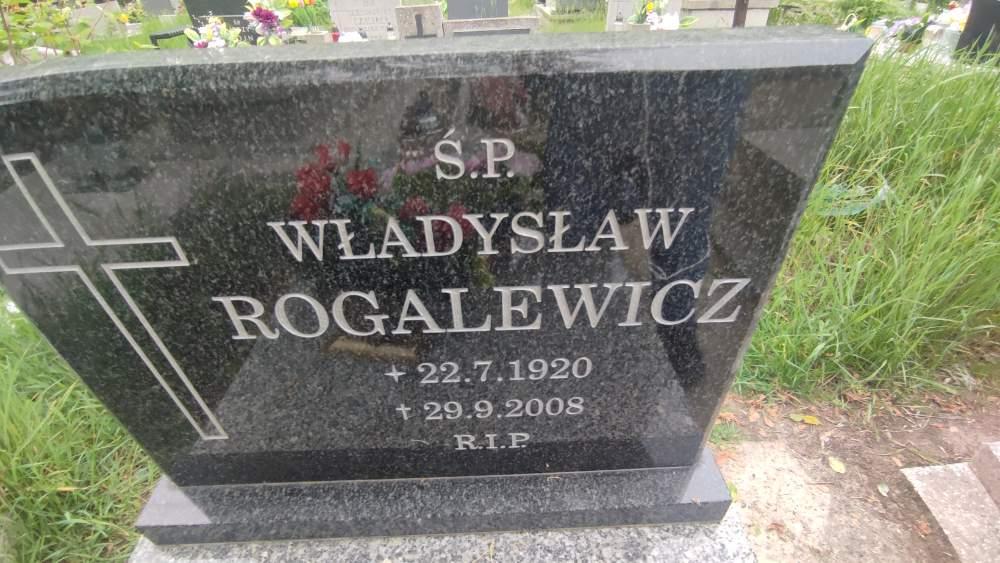 Ś.P.
WŁADYSŁAW
ROGALEWICZ
+ 22.7.1920
† 29.9.2008
R.I.P.